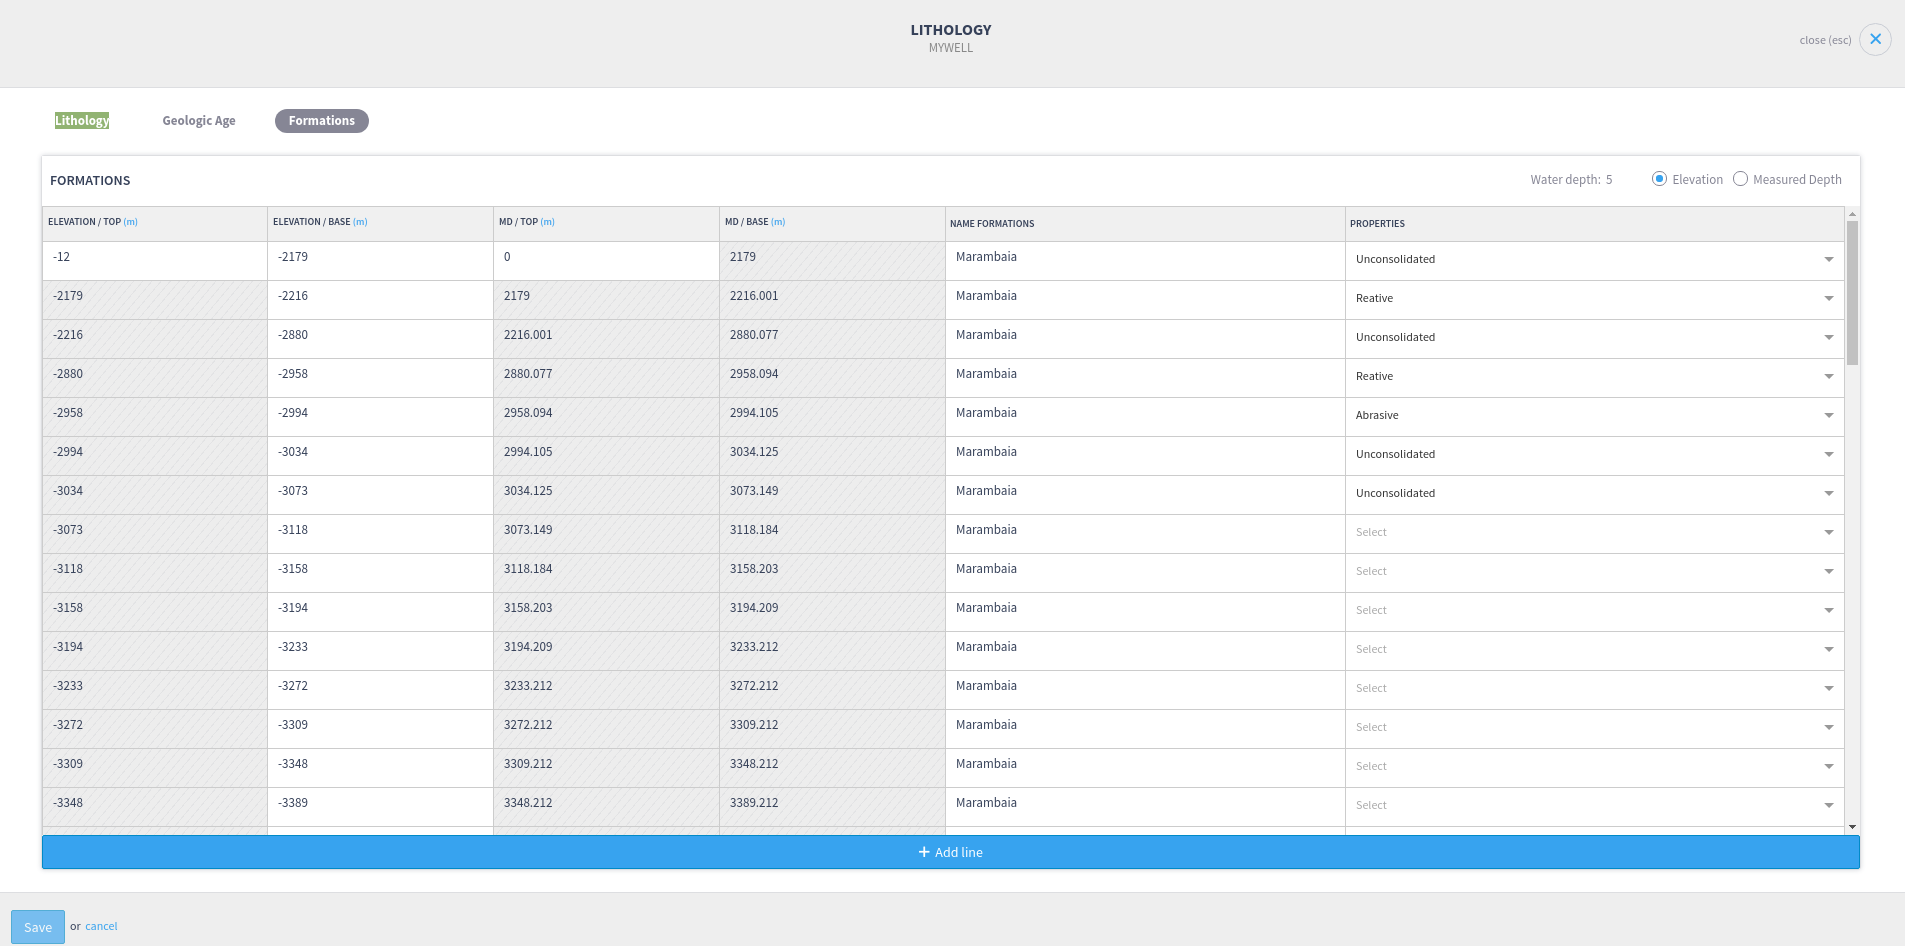 LITHOLOGY
MYWELL
close (esc)
Lithology Geologic Age Formations
FORMATIONS Water depth: 5 Elevation Measured Depth
ELEVATION / TOP (m) ELEVATION / BASE (m) MD / TOP (m) MD / BASE (m) NAME FORMATIONS PROPERTIES
-12 -2179 0 2179 Marambaia Unconsolidated
-2179 -2216 2179 2216.001 Marambaia Reative
-2216 -2880 2216.001 2880.077 Marambaia Unconsolidated
-2880 -2958 2880.077 2958.094 Marambaia Reative
-2958 -2994 2958.094 2994.105 Marambaia Abrasive
-2994 -3034 2994.105 3034.125 Marambaia Unconsolidated
-3034 -3073 3034.125 3073.149 Marambaia Unconsolidated
-3073 -3118 3073.149 3118.184 Marambaia Select
-3118 -3158 3118.184 3158.203 Marambaia Select
-3158 -3194 3158.203 3194.209 Marambaia Select
-3194 -3233 3194.209 3233.212 Marambaia Select
-3233 -3272 3233.212 3272.212 Marambaia Select
-3272 -3309 3272.212 3309.212 Marambaia Select
-3309 -3348 3309.212 3348.212 Marambaia Select
-3348 -3389 3348.212 3389.212 Marambaia Select
+ Add line
Save or cancel